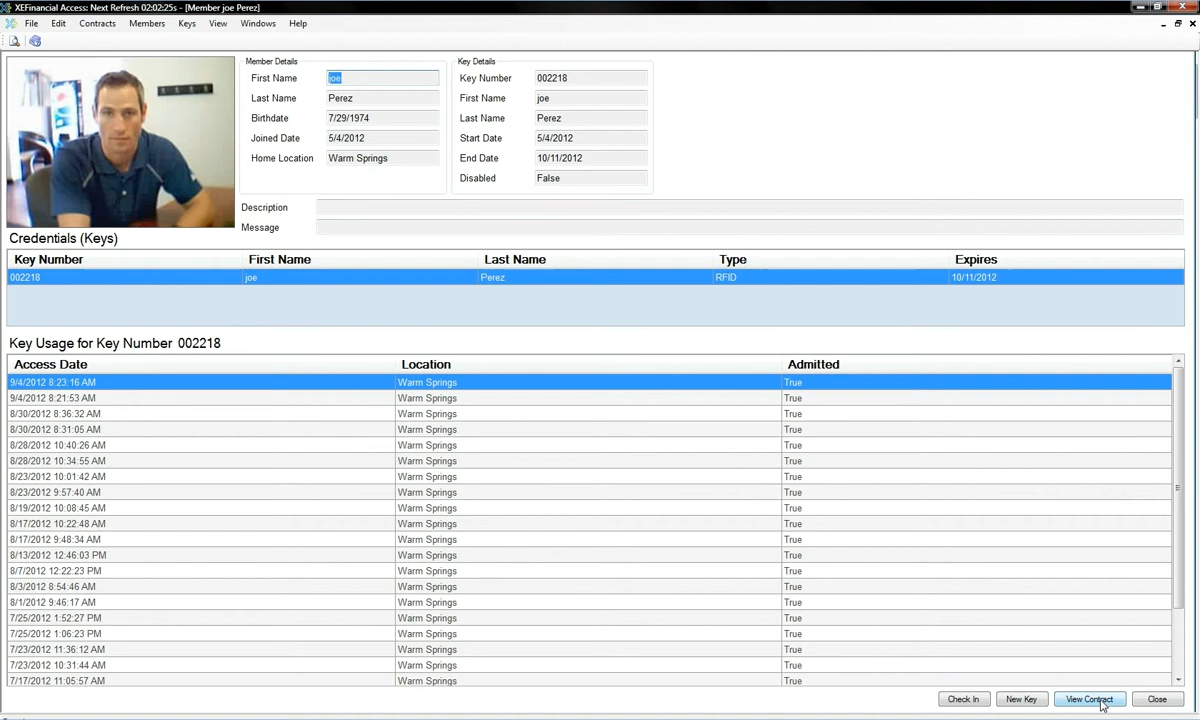 XEFinancial Access: Next Refresh 02:02:25s - [Member joe Perez]
File Edit Contracts Members Keys View Windows Help
Member Details
First Name joe
Last Name Perez
Birthdate 7/29/1974
Joined Date 5/4/2012
Home Location Warm Springs
Key Details
Key Number 002218
First Name joe
Last Name Perez
Start Date 5/4/2012
End Date 10/11/2012
Disabled False
Description
Message
Credentials (Keys)
Key Number First Name Last Name Type Expires
002218 joe Perez RFID 10/11/2012
Key Usage for Key Number 002218
Access Date Location Admitted
9/4/2012 8:23:16 AM Warm Springs True
9/4/2012 8:21:53 AM Warm Springs True
8/30/2012 8:36:32 AM Warm Springs True
8/30/2012 8:31:05 AM Warm Springs True
8/28/2012 10:40:26 AM Warm Springs True
8/28/2012 10:34:55 AM Warm Springs True
8/23/2012 10:01:42 AM Warm Springs True
8/23/2012 9:57:40 AM Warm Springs True
8/19/2012 10:08:45 AM Warm Springs True
8/17/2012 10:22:48 AM Warm Springs True
8/17/2012 9:48:34 AM Warm Springs True
8/13/2012 12:46:03 PM Warm Springs True
8/7/2012 12:22:23 PM Warm Springs True
8/3/2012 8:54:46 AM Warm Springs True
8/1/2012 9:46:17 AM Warm Springs True
7/25/2012 1:52:27 PM Warm Springs True
7/25/2012 1:06:23 PM Warm Springs True
7/23/2012 11:36:12 AM Warm Springs True
7/23/2012 10:31:44 AM Warm Springs True
7/17/2012 11:05:57 AM Warm Springs True
Check In New Key View Contract Close